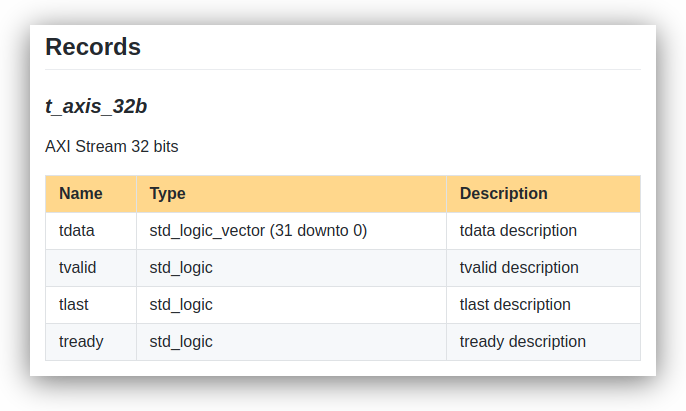 Records
t_axis_32b
AXI Stream 32 bits
Name Type Description
tdata std_logic_vector (31 downto 0) tdata description
tvalid std_logic tvalid description
tlast std_logic tlast description
tready std_logic tready description